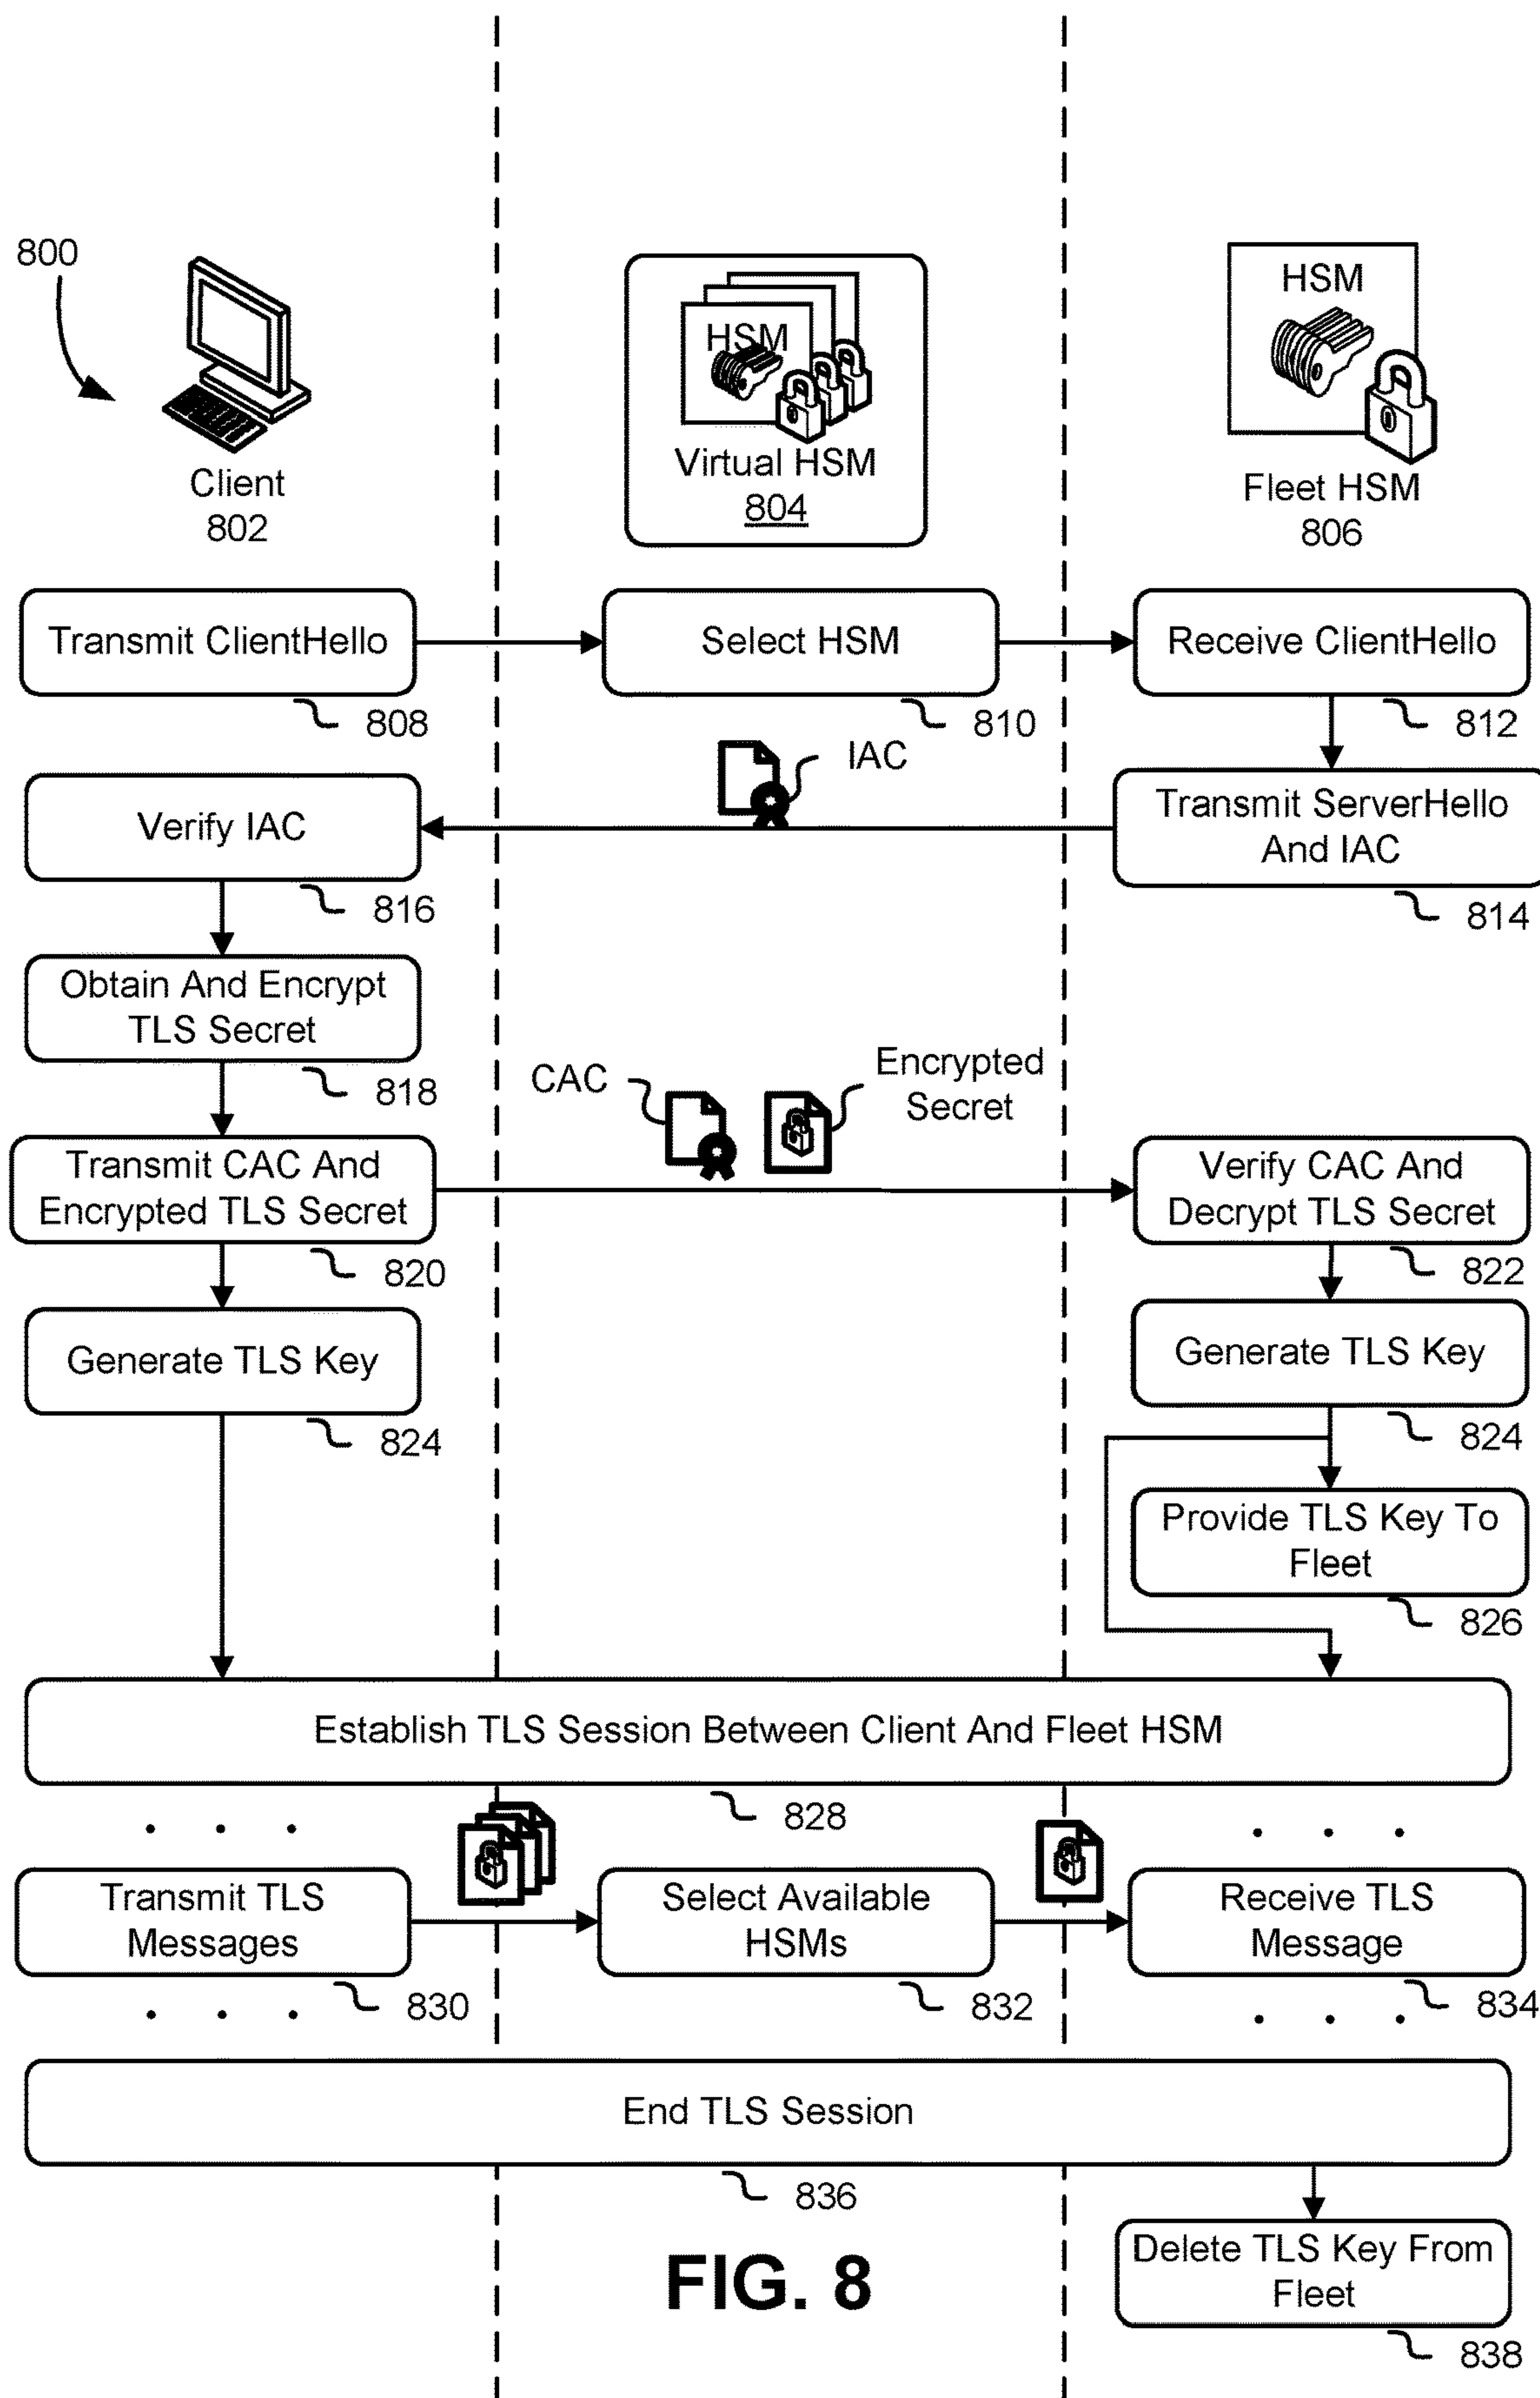 800
HSM
Virtual HSM
804
HSM
Client
802
Fleet HSM
806
Transmit ClientHello
808
Select HSM
810
Receive ClientHello
812
IAC
Transmit ServerHello
And IAC
814
Verify IAC
816
Obtain And Encrypt
TLS Secret
818
CAC
Encrypted
Secret
Transmit CAC And
Encrypted TLS Secret
820
Verify CAC And
Decrypt TLS Secret
822
Generate TLS Key
824
Generate TLS Key
824
Provide TLS Key To
Fleet
826
Establish TLS Session Between Client And Fleet HSM
828
. . .
. . .
Transmit TLS
Messages
830
Select Available
HSMs
832
Receive TLS
Message
834
. . .
. . .
End TLS Session
836
Delete TLS Key From
Fleet
838
FIG. 8